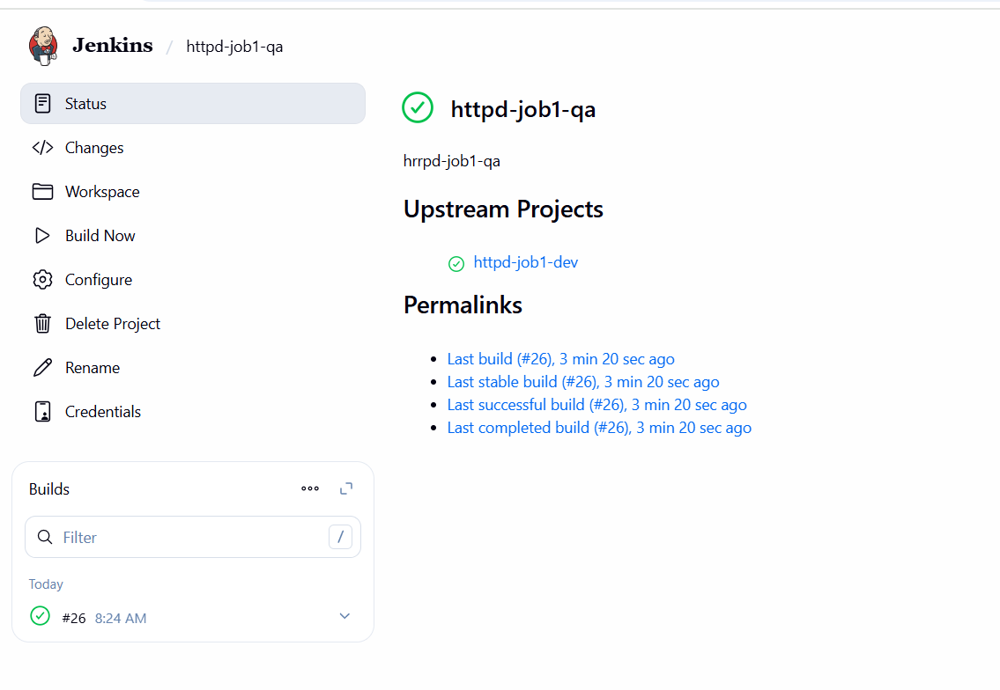 Jenkins / httpd-job1-qa
Status
Changes
Workspace
Build Now
Configure
Delete Project
Rename
Credentials
Builds
Filter /
Today
#26 8:24 AM
httpd-job1-qa
hrrpd-job1-qa
Upstream Projects
httpd-job1-dev
Permalinks
Last build (#26), 3 min 20 sec ago
Last stable build (#26), 3 min 20 sec ago
Last successful build (#26), 3 min 20 sec ago
Last completed build (#26), 3 min 20 sec ago